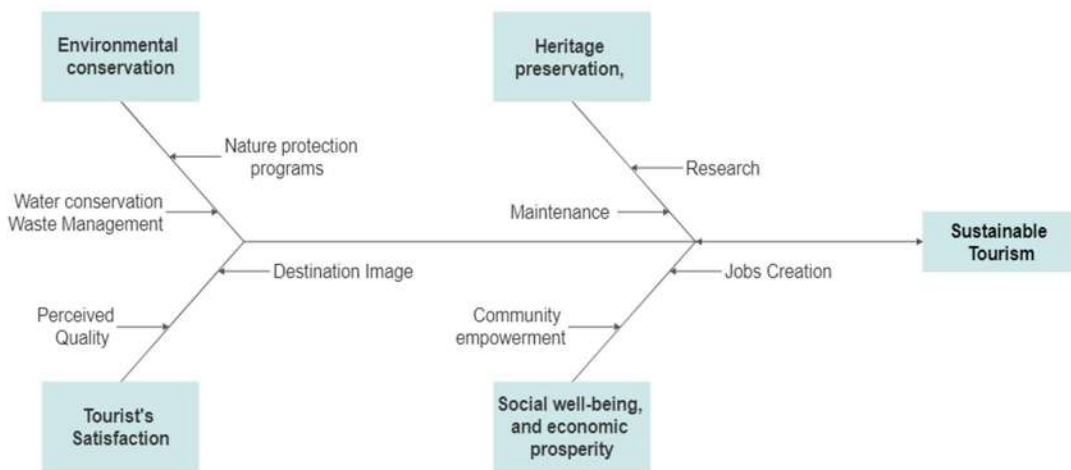 Environmental
conservation
Heritage
preservation,
Nature protection
programs
Research
Water conservation
Waste Management
Maintenance
Sustainable
Tourism
Destination Image
Jobs Creation
Perceived
Quality
Community
empowerment
Tourist's
Satisfaction
Social well-being,
and economic
prosperity